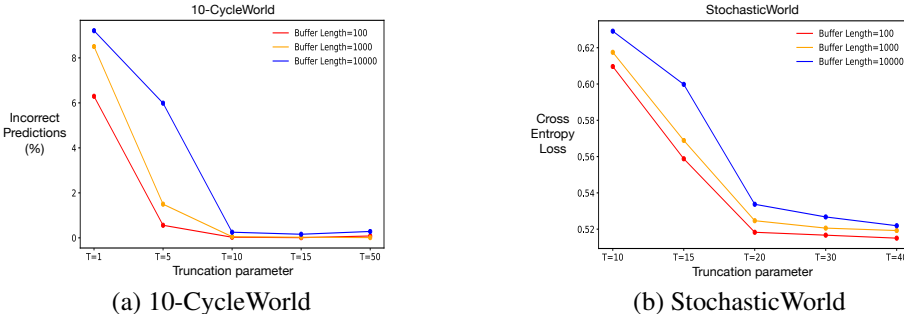 10-CycleWorld
Buffer Length=100
Buffer Length=1000
Buffer Length=10000
8
6
4
2
0
Incorrect
Predictions
(%)
T=1 T=5 T=10 T=15 T=50
Truncation parameter
(a) 10-CycleWorld
StochasticWorld
Buffer Length=100
Buffer Length=1000
Buffer Length=10000
0.62
0.60
0.58
0.56
0.54
0.52
Cross
Entropy
Loss
T=10 T=15 T=20 T=30 T=40
Truncation parameter
(b) StochasticWorld